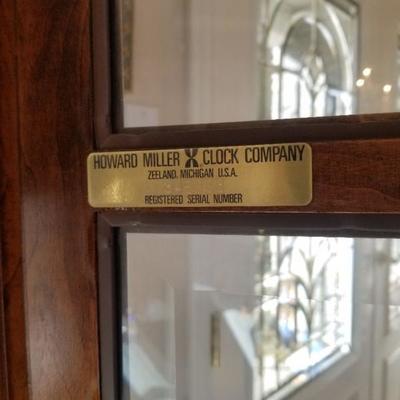 HOWARD MILLER CLOCK COMPANY
ZEELAND, MICHIGAN U.S.A.
REGISTERED SERIAL NUMBER